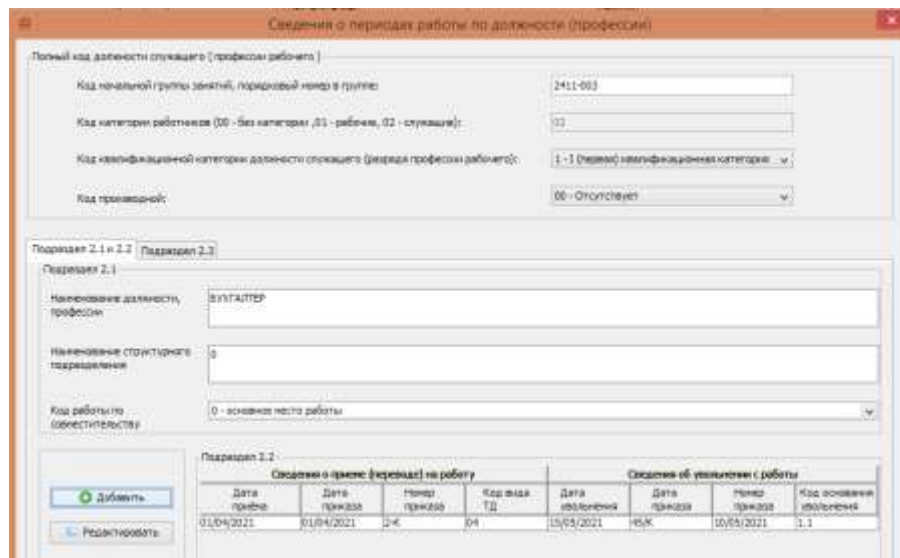 Сведения о периодах работы по должности (профессии)
Полный код должности служащего (профессии рабочего)
Код начальной группы занятий, порядковый номер в группе:
2411-003
Код категории работников (00 - без категории ,01 - рабочие, 02 - служащие):
02
Код квалификационной категории должности служащего (разряда профессии рабочего):
1 - I (первая) квалификационная категория
Код производной:
00 - Отсутствует
Подраздел 2.1 и 2.2 Подраздел 2.3
Подраздел 2.1
Наименование должности,
профессии
БУХГАЛТЕР
Наименование структурного
подразделения
0
Код работы по
совместительству
0 - основное место работы
Подраздел 2.2
Сведения о приеме (переводе) на работу Сведения об увольнении с работы
Добавить
Дата приёма Дата приказа Номер приказа Код вида ТД Дата увольнения Дата приказа Номер приказа Код основания увольнения
01/04/2021 01/04/2021 2-К 04 15/05/2021 45/К 10/05/2021 1.1
Редактировать